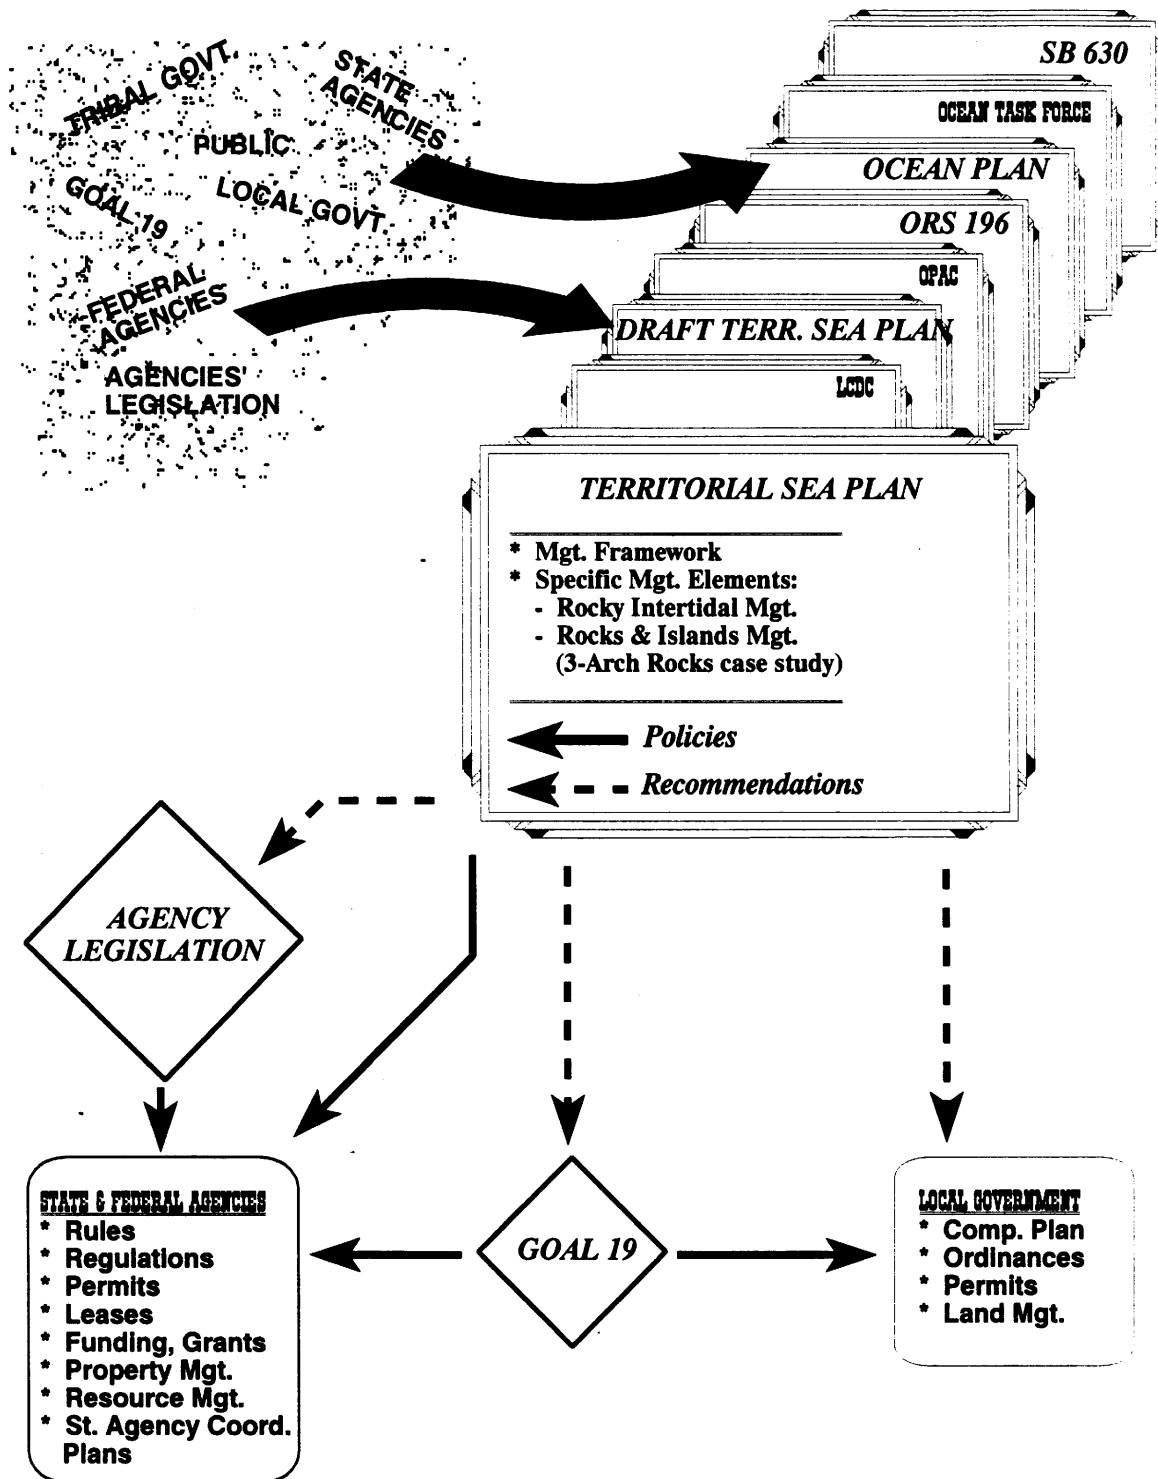 TRIBAL GOVT.
STATE
AGENCIES
PUBLIC
GOAL 19
LOCAL GOVT.
FEDERAL
AGENCIES
AGENCIES'
LEGISLATION
SB 630
OCEAN TASK FORCE
OCEAN PLAN
ORS 196
OPAC
DRAFT TERR. SEA PLAN
LCDC
TERRITORIAL SEA PLAN
* Mgt. Framework
* Specific Mgt. Elements:
- Rocky Intertidal Mgt.
- Rocks & Islands Mgt.
(3-Arch Rocks case study)
Policies
Recommendations
AGENCY
LEGISLATION
STATE & FEDERAL AGENCIES
* Rules
* Regulations
* Permits
* Leases
* Funding, Grants
* Property Mgt.
* Resource Mgt.
* St. Agency Coord.
Plans
GOAL 19
LOCAL GOVERNMENT
* Comp. Plan
* Ordinances
* Permits
* Land Mgt.